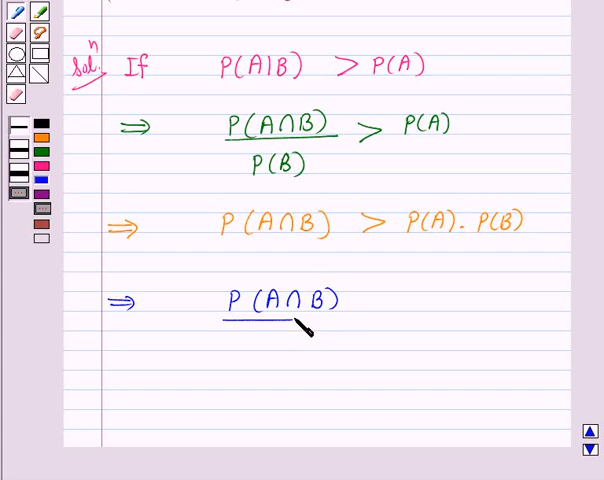 Solⁿ. If P(A|B) > P(A)
⇒ P(A∩B) / P(B) > P(A)
⇒ P(A∩B) > P(A). P(B)
⇒ P(A∩B)